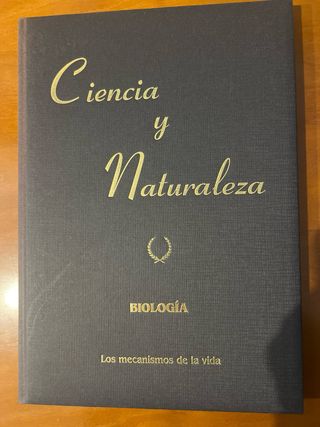 Ciencia
y
Naturaleza
BIOLOGÍA
Los mecanismos de la vida